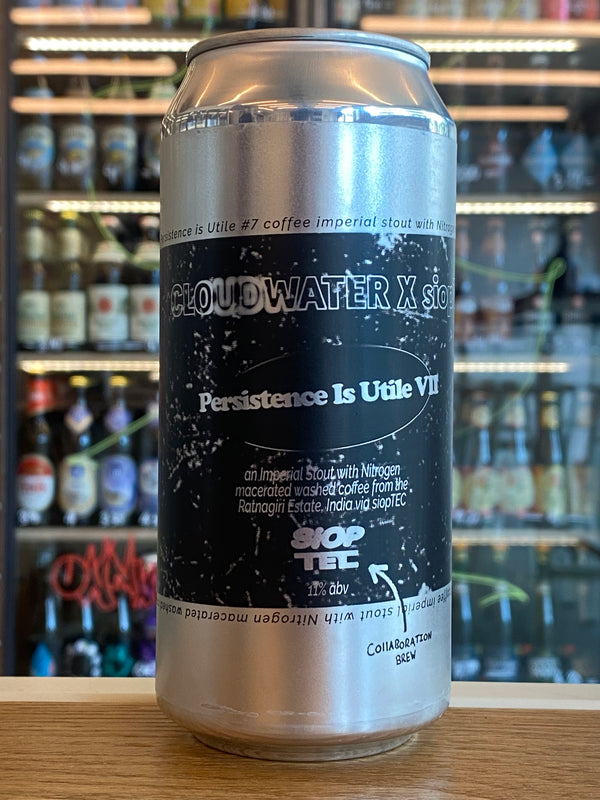 Persistence is Utile #7 coffee imperial stout with Nitrogen
CLOUDWATER X siop
Persistence Is Utile VII
an Imperial Stout with Nitrogen
macerated washed coffee from the
Ratnagiri Estate, India via siopTEC
SIOP
TEC
11% abv
coffee imperial stout with Nitrogen macerated washed
COllABORATION
BREW